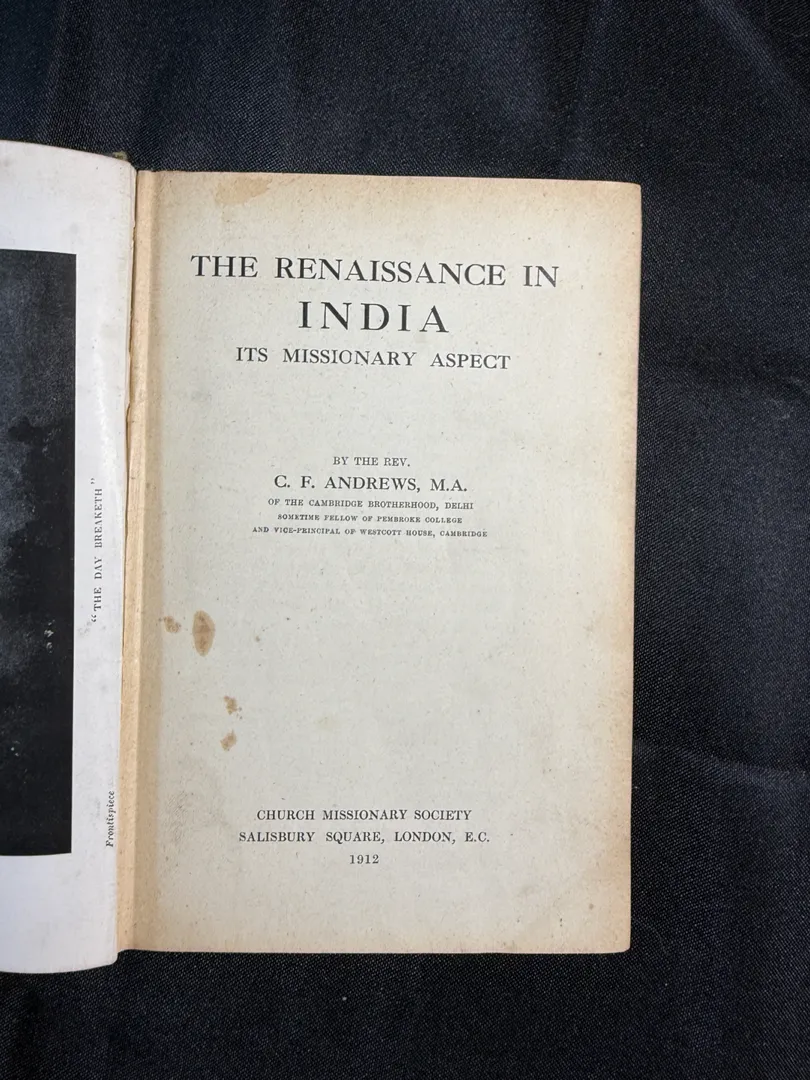 "THE DAY BREAKETH"
Frontispiece
THE RENAISSANCE IN
INDIA
ITS MISSIONARY ASPECT
BY THE REV.
C. F. ANDREWS, M.A.
OF THE CAMBRIDGE BROTHERHOOD, DELHI
SOMETIME FELLOW OF PEMBROKE COLLEGE
AND VICE-PRINCIPAL OF WESTCOTT HOUSE, CAMBRIDGE
CHURCH MISSIONARY SOCIETY
SALISBURY SQUARE, LONDON, E.C.
1912